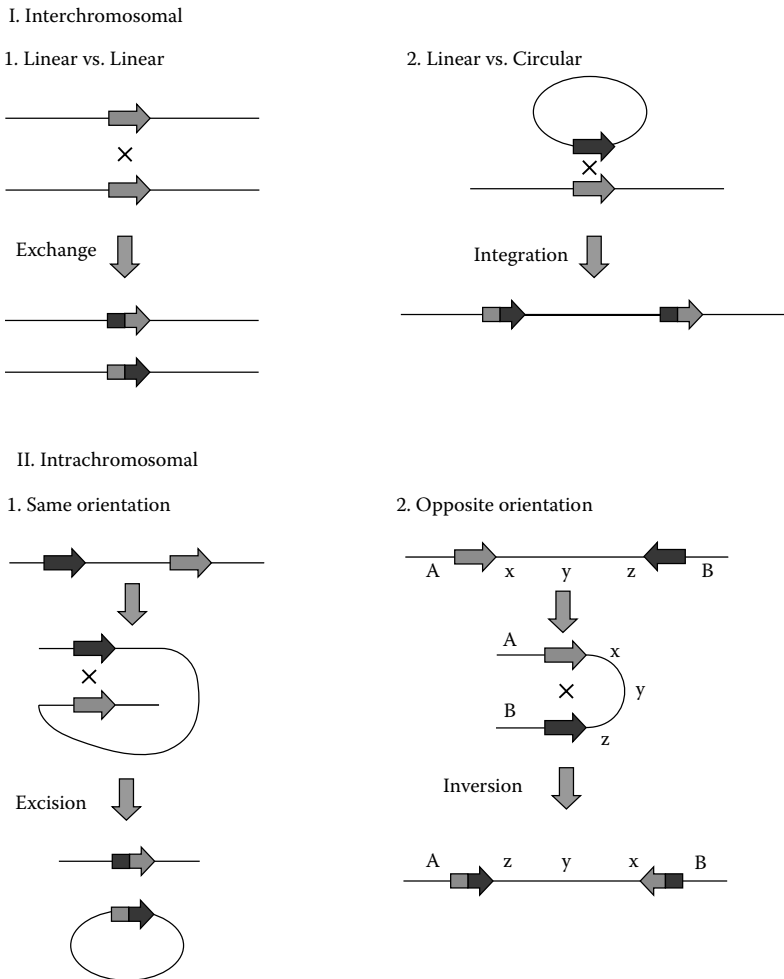 I. Interchromosomal
1. Linear vs. Linear
Exchange
2. Linear vs. Circular
Integration
II. Intrachromosomal
1. Same orientation
Excision
2. Opposite orientation
A x y z B
A x
y
B z
Inversion
A z y x B